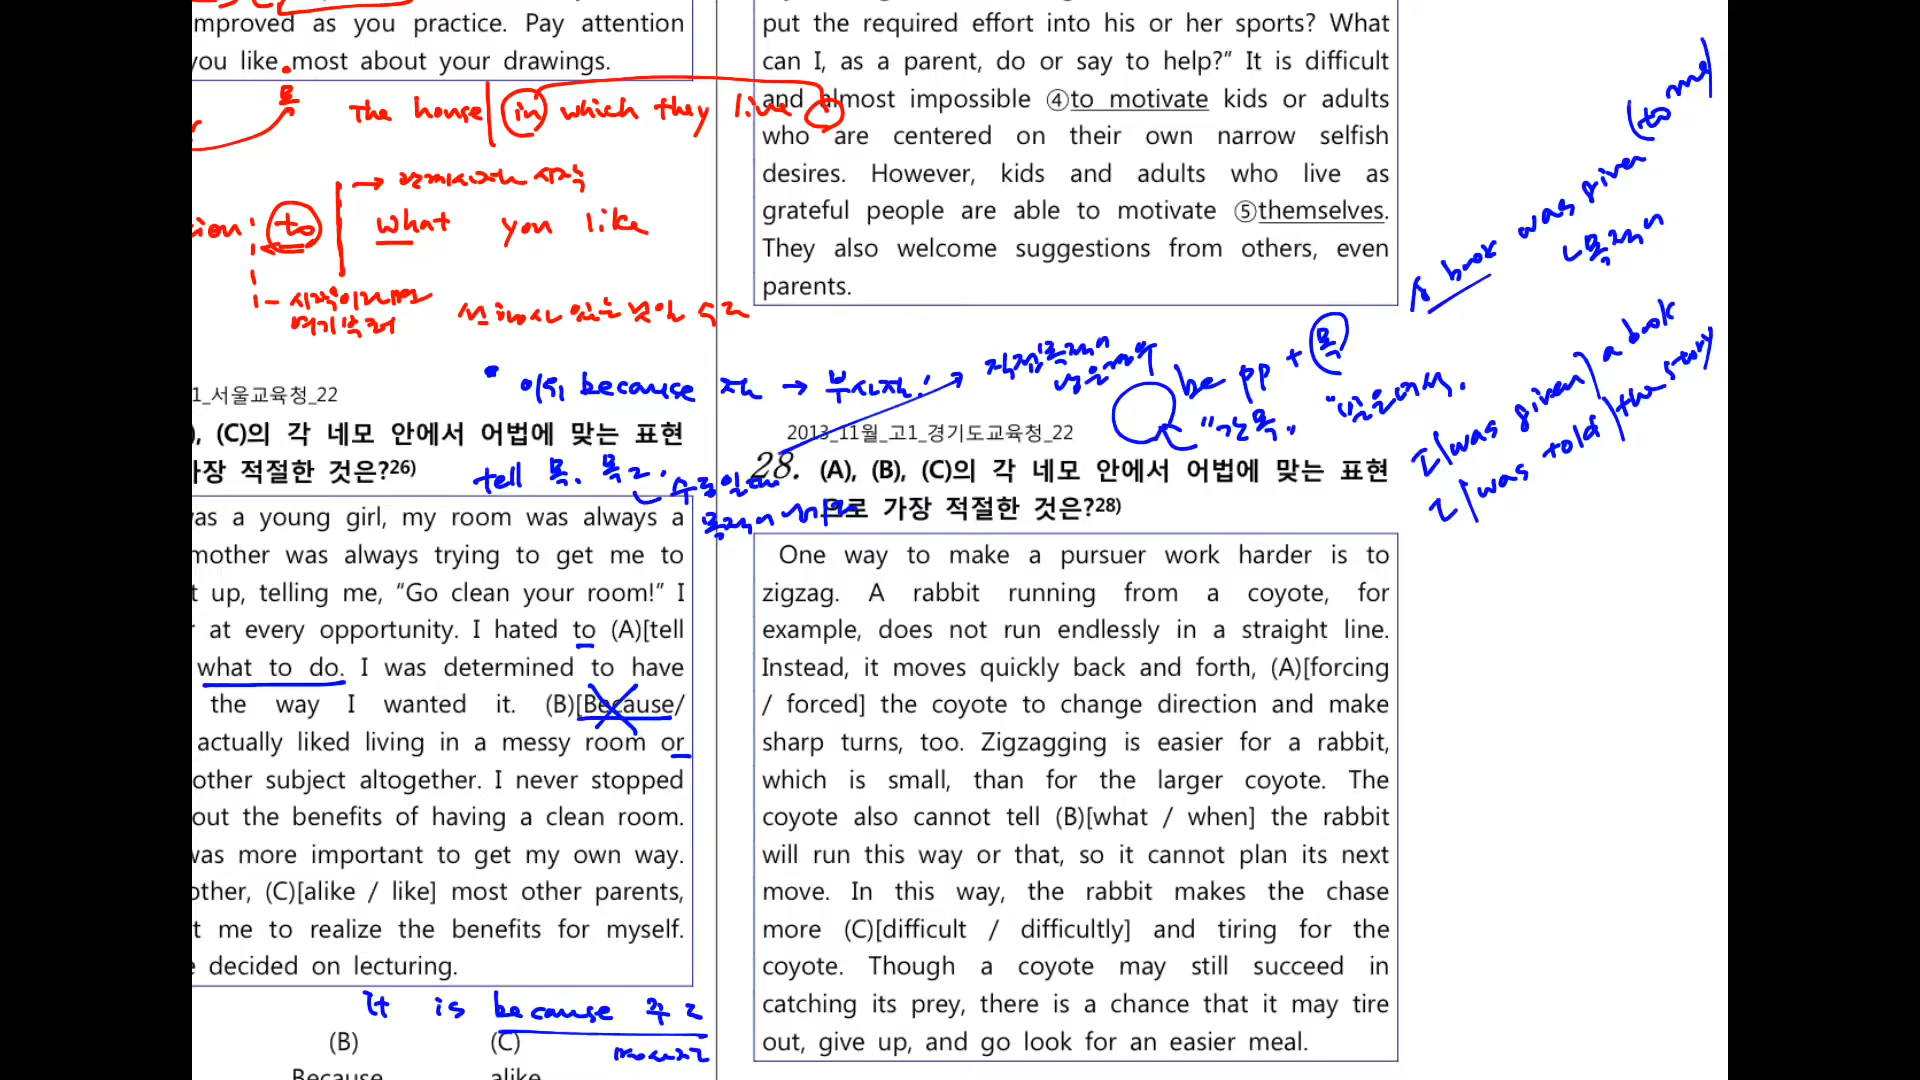 improved as you practice. Pay attention
you like most about your drawings.
The house in which they live
to what you like
1_서울교육청_22
), (C)의 각 네모 안에서 어법에 맞는 표현
가장 적절한 것은?26)
tell 목.
was a young girl, my room was always a
mother was always trying to get me to
t up, telling me, “Go clean your room!” I
r at every opportunity. I hated to (A)[tell
what to do. I was determined to have
the way I wanted it. (B)[Because/
actually liked living in a messy room or
other subject altogether. I never stopped
out the benefits of having a clean room.
was more important to get my own way.
other, (C)[alike / like] most other parents,
t me to realize the benefits for myself.
e decided on lecturing.
It is because
(B) (C)
Because alike
put the required effort into his or her sports? What
can I, as a parent, do or say to help?” It is difficult
and almost impossible ④to motivate kids or adults
who are centered on their own narrow selfish
desires. However, kids and adults who live as
grateful people are able to motivate ⑤themselves.
They also welcome suggestions from others, even
parents.
because
be pp + 목
2013_11월_고1_경기도교육청_22
28. (A), (B), (C)의 각 네모 안에서 어법에 맞는 표현
으로 가장 적절한 것은?28)
One way to make a pursuer work harder is to
zigzag. A rabbit running from a coyote, for
example, does not run endlessly in a straight line.
Instead, it moves quickly back and forth, (A)[forcing
/ forced] the coyote to change direction and make
sharp turns, too. Zigzagging is easier for a rabbit,
which is small, than for the larger coyote. The
coyote also cannot tell (B)[what / when] the rabbit
will run this way or that, so it cannot plan its next
move. In this way, the rabbit makes the chase
more (C)[difficult / difficultly] and tiring for the
coyote. Though a coyote may still succeed in
catching its prey, there is a chance that it may tire
out, give up, and go look for an easier meal.
A book was given (to me)
I was given a book
I was told the story